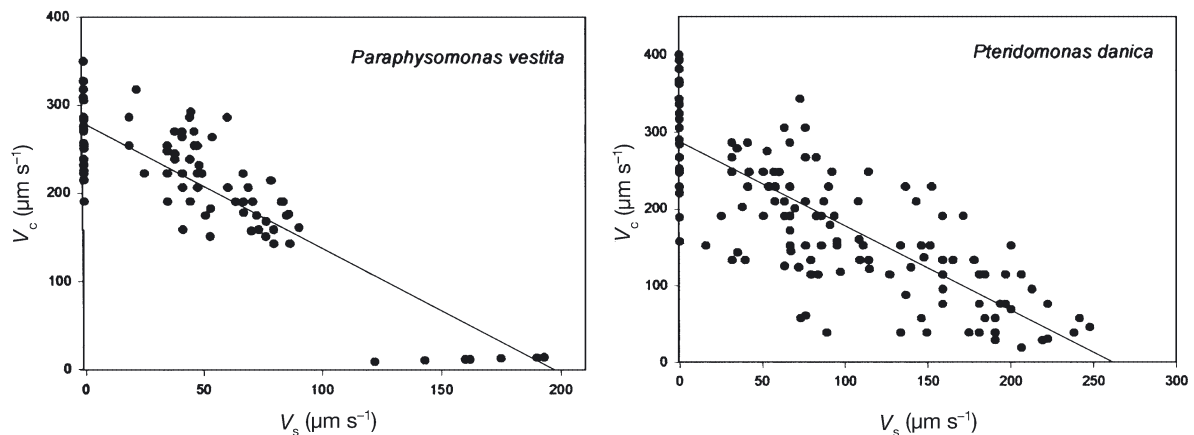 400
300
200
100
0
Paraphysomonas vestita
Vc (µm s–1)
0 50 100 150 200
Vs (µm s–1)
400
300
200
100
0
Pteridomonas danica
Vc (µm s–1)
0 50 100 150 200 250 300
Vs (µm s–1)